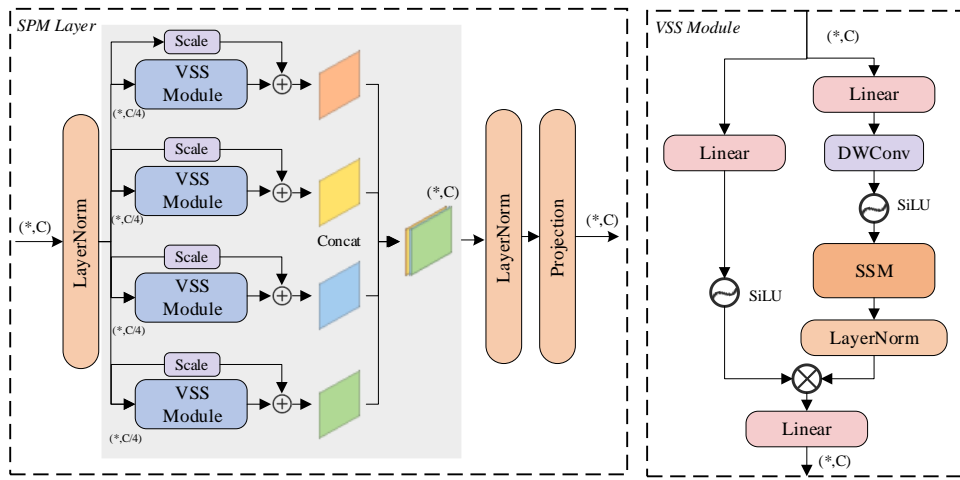 SPM Layer
Scale
VSS
Module
(*,C/4)
Scale
VSS
Module
(*,C/4)
Scale
VSS
Module
(*,C/4)
Scale
VSS
Module
(*,C/4)
(*,C)
LayerNorm
Concat
(*,C)
LayerNorm
Projection
(*,C)
VSS Module
(*,C)
Linear
Linear
DWConv
SiLU
SSM
SiLU
LayerNorm
Linear
(*,C)